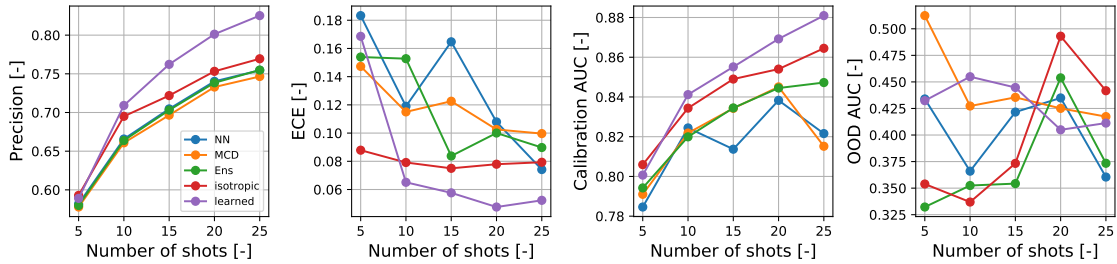 Precision [-]
0.80
0.75
0.70
0.65
0.60
NN
MCD
Ens
isotropic
learned
5 10 15 20 25
Number of shots [-]
ECE [-]
0.18
0.16
0.14
0.12
0.10
0.08
0.06
5 10 15 20 25
Number of shots [-]
Calibration AUC [-]
0.88
0.86
0.84
0.82
0.80
0.78
5 10 15 20 25
Number of shots [-]
OOD AUC [-]
0.500
0.475
0.450
0.425
0.400
0.375
0.350
0.325
5 10 15 20 25
Number of shots [-]